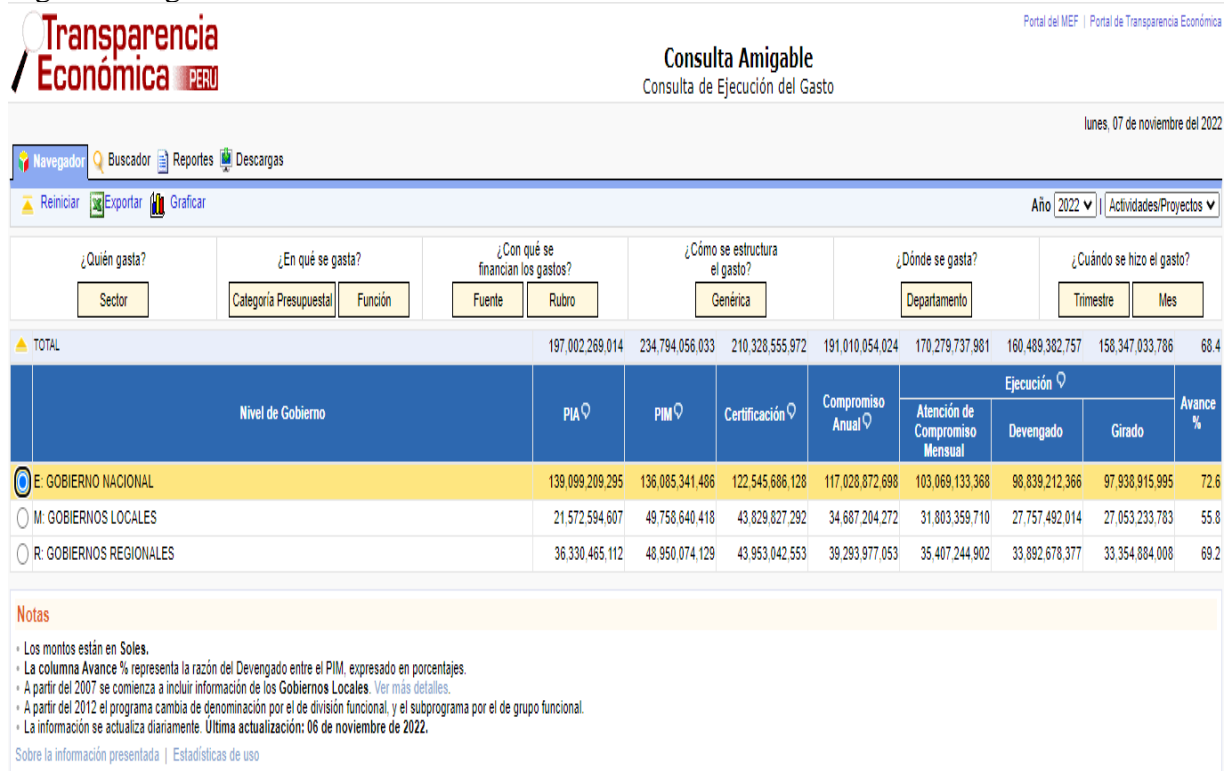 Transparencia
Económica PERU
Portal del MEF | Portal de Transparencia Económica
Consulta Amigable
Consulta de Ejecución del Gasto
lunes, 07 de noviembre del 2022
Navegador Buscador Reportes Descargas
Reiniciar Exportar Graficar
Año 2022 | Actividades/Proyectos
¿Quién gasta?
Sector
¿En qué se gasta?
Categoría Presupuestal Función
¿Con qué se
financian los gastos?
Fuente Rubro
¿Cómo se estructura
el gasto?
Genérica
¿Dónde se gasta?
Departamento
¿Cuándo se hizo el gasto?
Trimestre Mes
TOTAL 197,002,269,014 234,794,056,033 210,328,555,972 191,010,054,024 170,279,737,981 160,489,382,757 158,347,033,786 68.4
Nivel de Gobierno
PIA
PIM
Certificación
Compromiso
Anual
Ejecución
Atención de
Compromiso
Mensual
Devengado
Girado
Avance
%
E: GOBIERNO NACIONAL 139,099,209,295 136,085,341,486 122,545,686,128 117,028,872,698 103,069,133,368 98,839,212,366 97,938,915,995 72.6
M: GOBIERNOS LOCALES 21,572,594,607 49,758,640,418 43,829,827,292 34,687,204,272 31,803,359,710 27,757,492,014 27,053,233,783 55.8
R: GOBIERNOS REGIONALES 36,330,465,112 48,950,074,129 43,953,042,553 39,293,977,053 35,407,244,902 33,892,678,377 33,354,884,008 69.2
Notas
Los montos están en Soles.
La columna Avance % representa la razón del Devengado entre el PIM, expresado en porcentajes.
A partir del 2007 se comienza a incluir información de los Gobiernos Locales. Ver más detalles.
A partir del 2012 el programa cambia de denominación por el de división funcional, y el subprograma por el de grupo funcional.
La información se actualiza diariamente. Última actualización: 06 de noviembre de 2022.
Sobre la información presentada | Estadísticas de uso